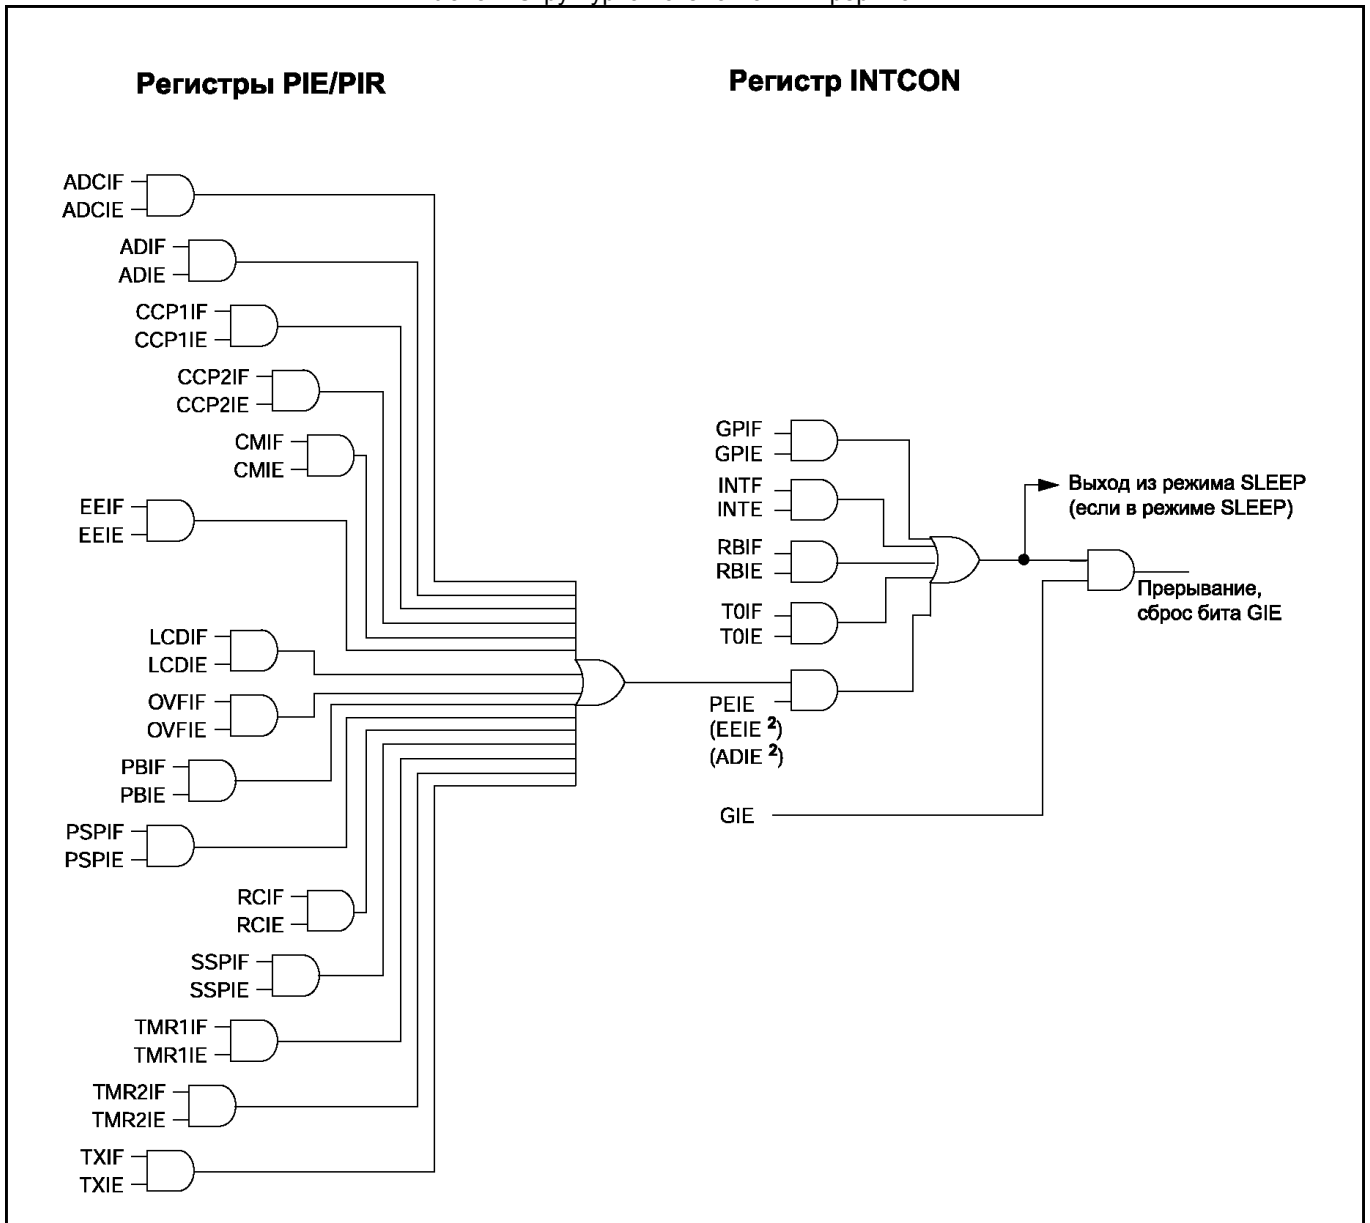 Регистры PIE/PIR
Регистр INTCON
ADCIF
ADCIE
ADIF
ADIE
CCP1IF
CCP1IE
CCP2IF
CCP2IE
CMIF
CMIE
EEIF
EEIE
LCDIF
LCDIE
OVFIF
OVFIE
PBIF
PBIE
PSPIF
PSPIE
RCIF
RCIE
SSPIF
SSPIE
TMR1IF
TMR1IE
TMR2IF
TMR2IE
TXIF
TXIE
GPIF
GPIE
INTF
INTE
RBIF
RBIE
T0IF
T0IE
PEIE
(EEIE ²)
(ADIE ²)
GIE
Выход из режима SLEEP
(если в режиме SLEEP)
Прерывание,
сброс бита GIE